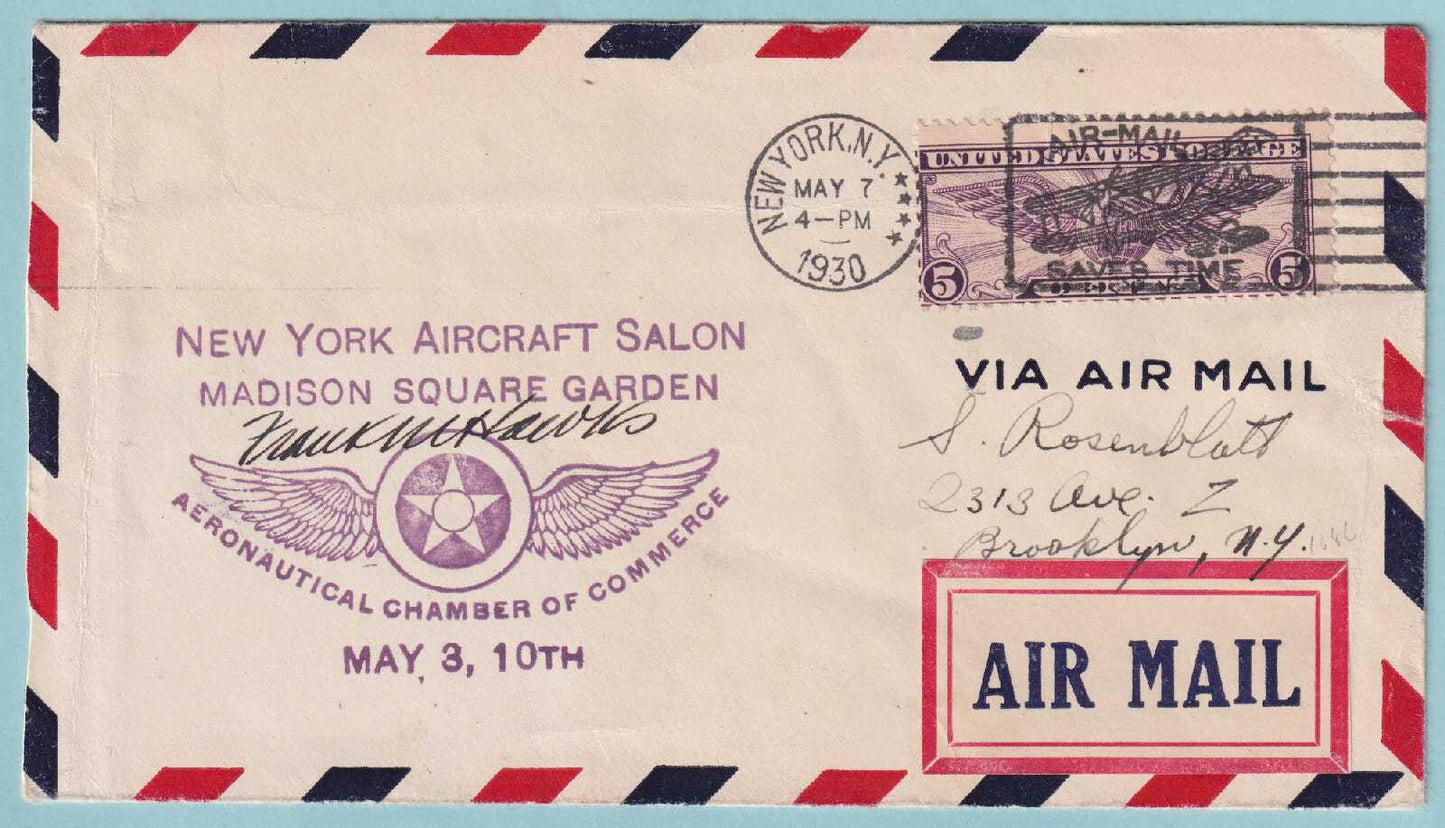 NEW YORK, N.Y.
MAY 7
4—PM
1930
AIR-MAIL
SAVES TIME
UNITED STATES POSTAGE
5 5
NEW YORK AIRCRAFT SALON
MADISON SQUARE GARDEN
Frank M Hawks
AERONAUTICAL CHAMBER OF COMMERCE
MAY, 3, 10TH
VIA AIR MAIL
S. Rosenblatt
2313 Ave. Z
Brooklyn, N.Y.
AIR MAIL